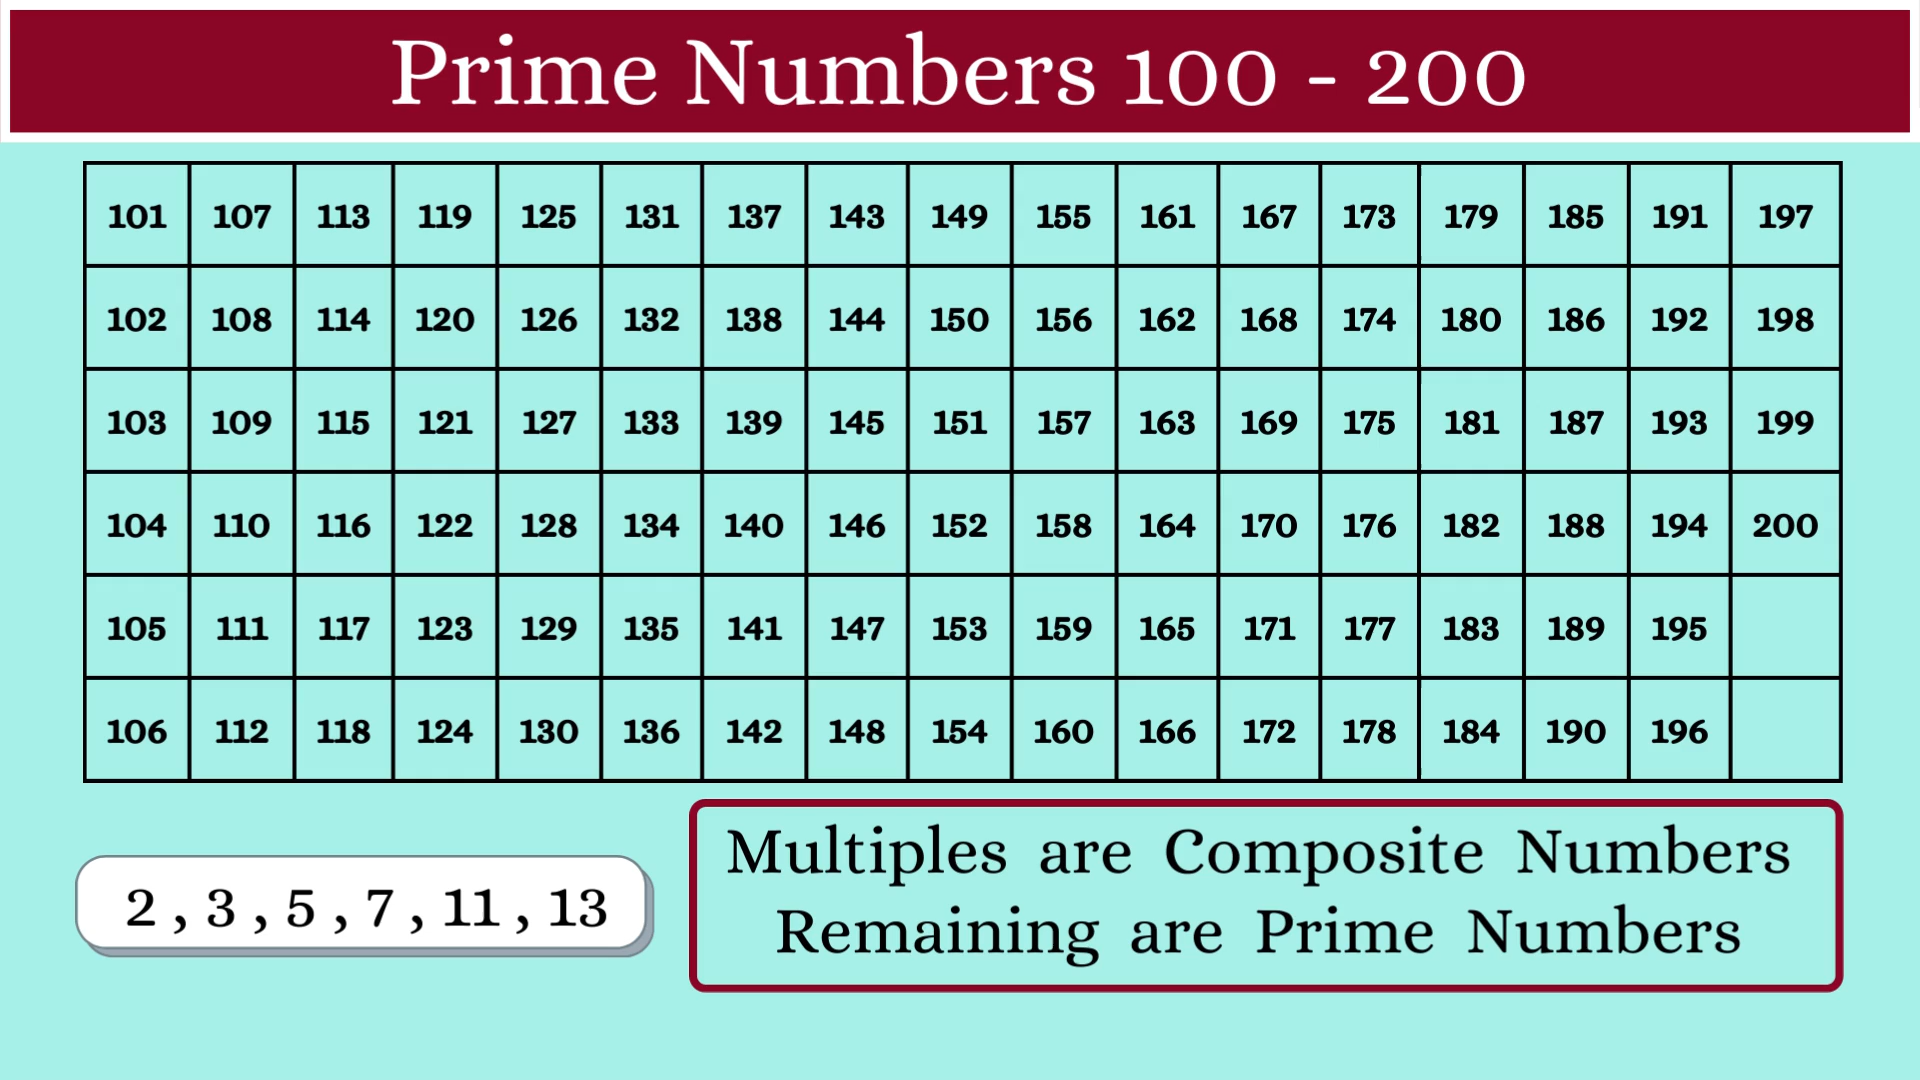 Prime Numbers 100 - 200
101 107 113 119 125 131 137 143 149 155 161 167 173 179 185 191 197
102 108 114 120 126 132 138 144 150 156 162 168 174 180 186 192 198
103 109 115 121 127 133 139 145 151 157 163 169 175 181 187 193 199
104 110 116 122 128 134 140 146 152 158 164 170 176 182 188 194 200
105 111 117 123 129 135 141 147 153 159 165 171 177 183 189 195
106 112 118 124 130 136 142 148 154 160 166 172 178 184 190 196
2 , 3 , 5 , 7 , 11 , 13
Multiples are Composite Numbers
Remaining are Prime Numbers